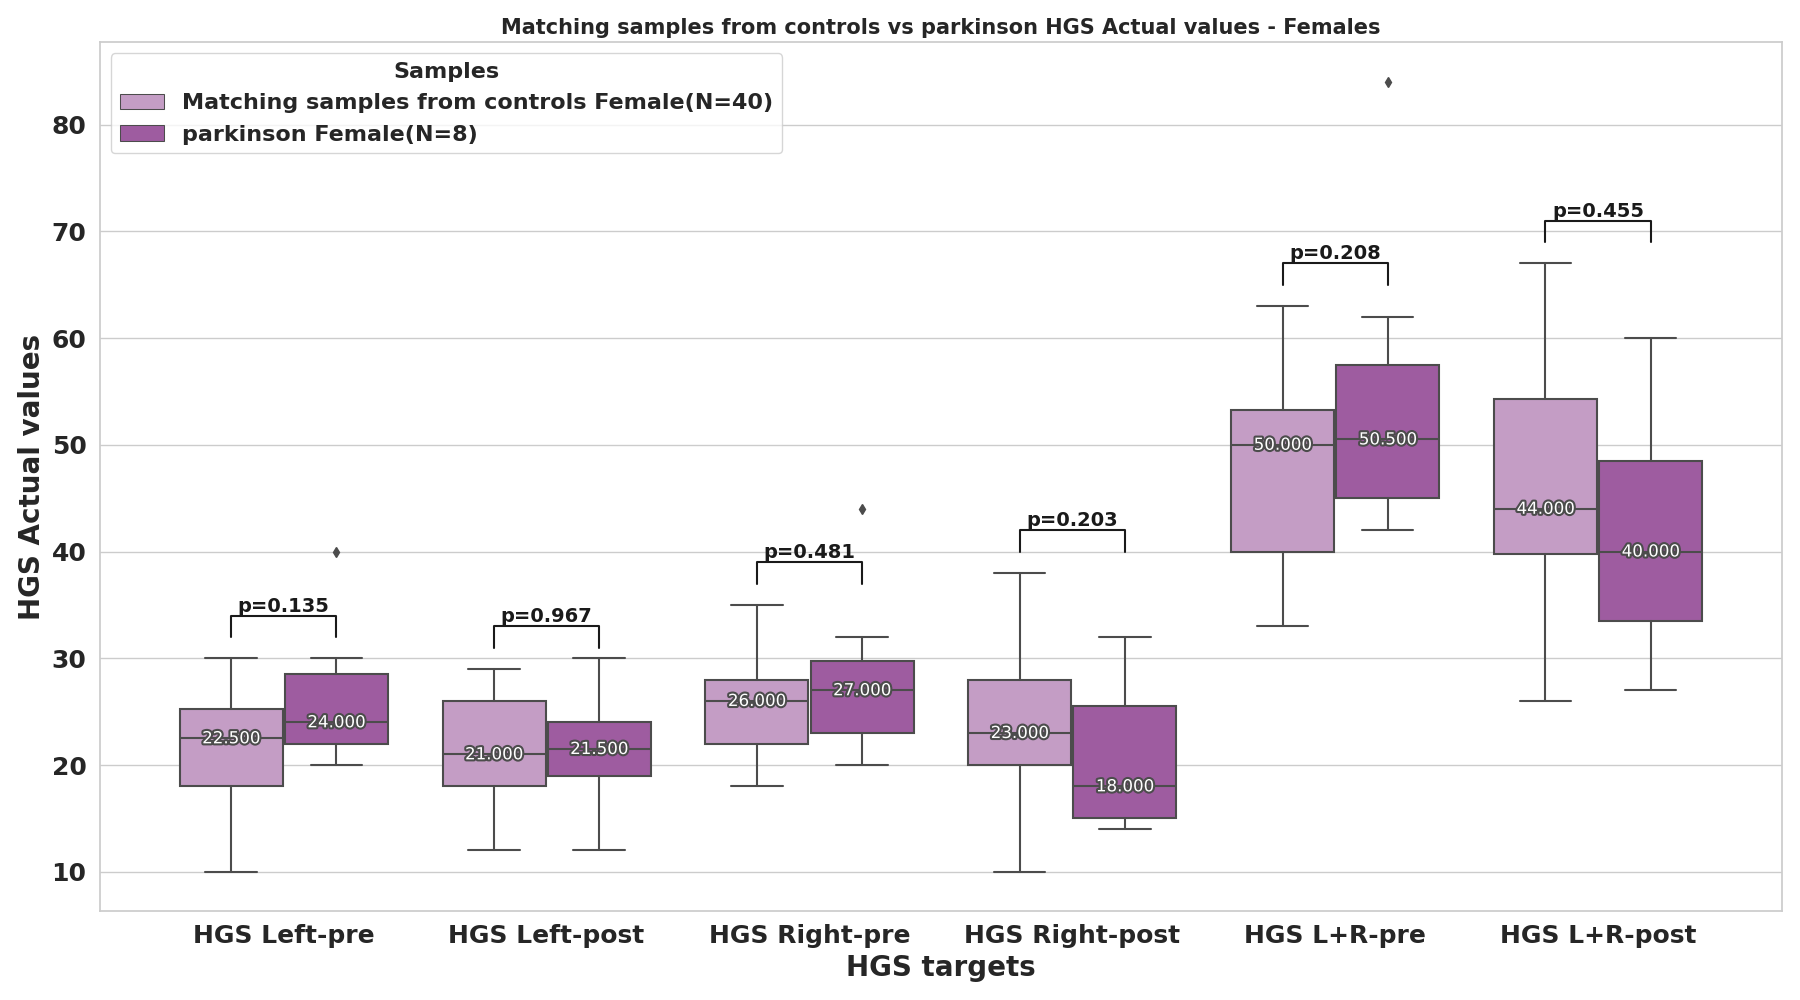 Matching samples from controls vs parkinson HGS Actual values - Females
Samples
Matching samples from controls Female(N=40)
parkinson Female(N=8)
HGS Actual values
80
70
60
50
40
30
20
10
p=0.135
p=0.967
p=0.481
p=0.203
p=0.208
p=0.455
22.500
24.000
21.000
21.500
26.000
27.000
23.000
18.000
50.000
50.500
44.000
40.000
HGS Left-pre
HGS Left-post
HGS Right-pre
HGS Right-post
HGS L+R-pre
HGS L+R-post
HGS targets